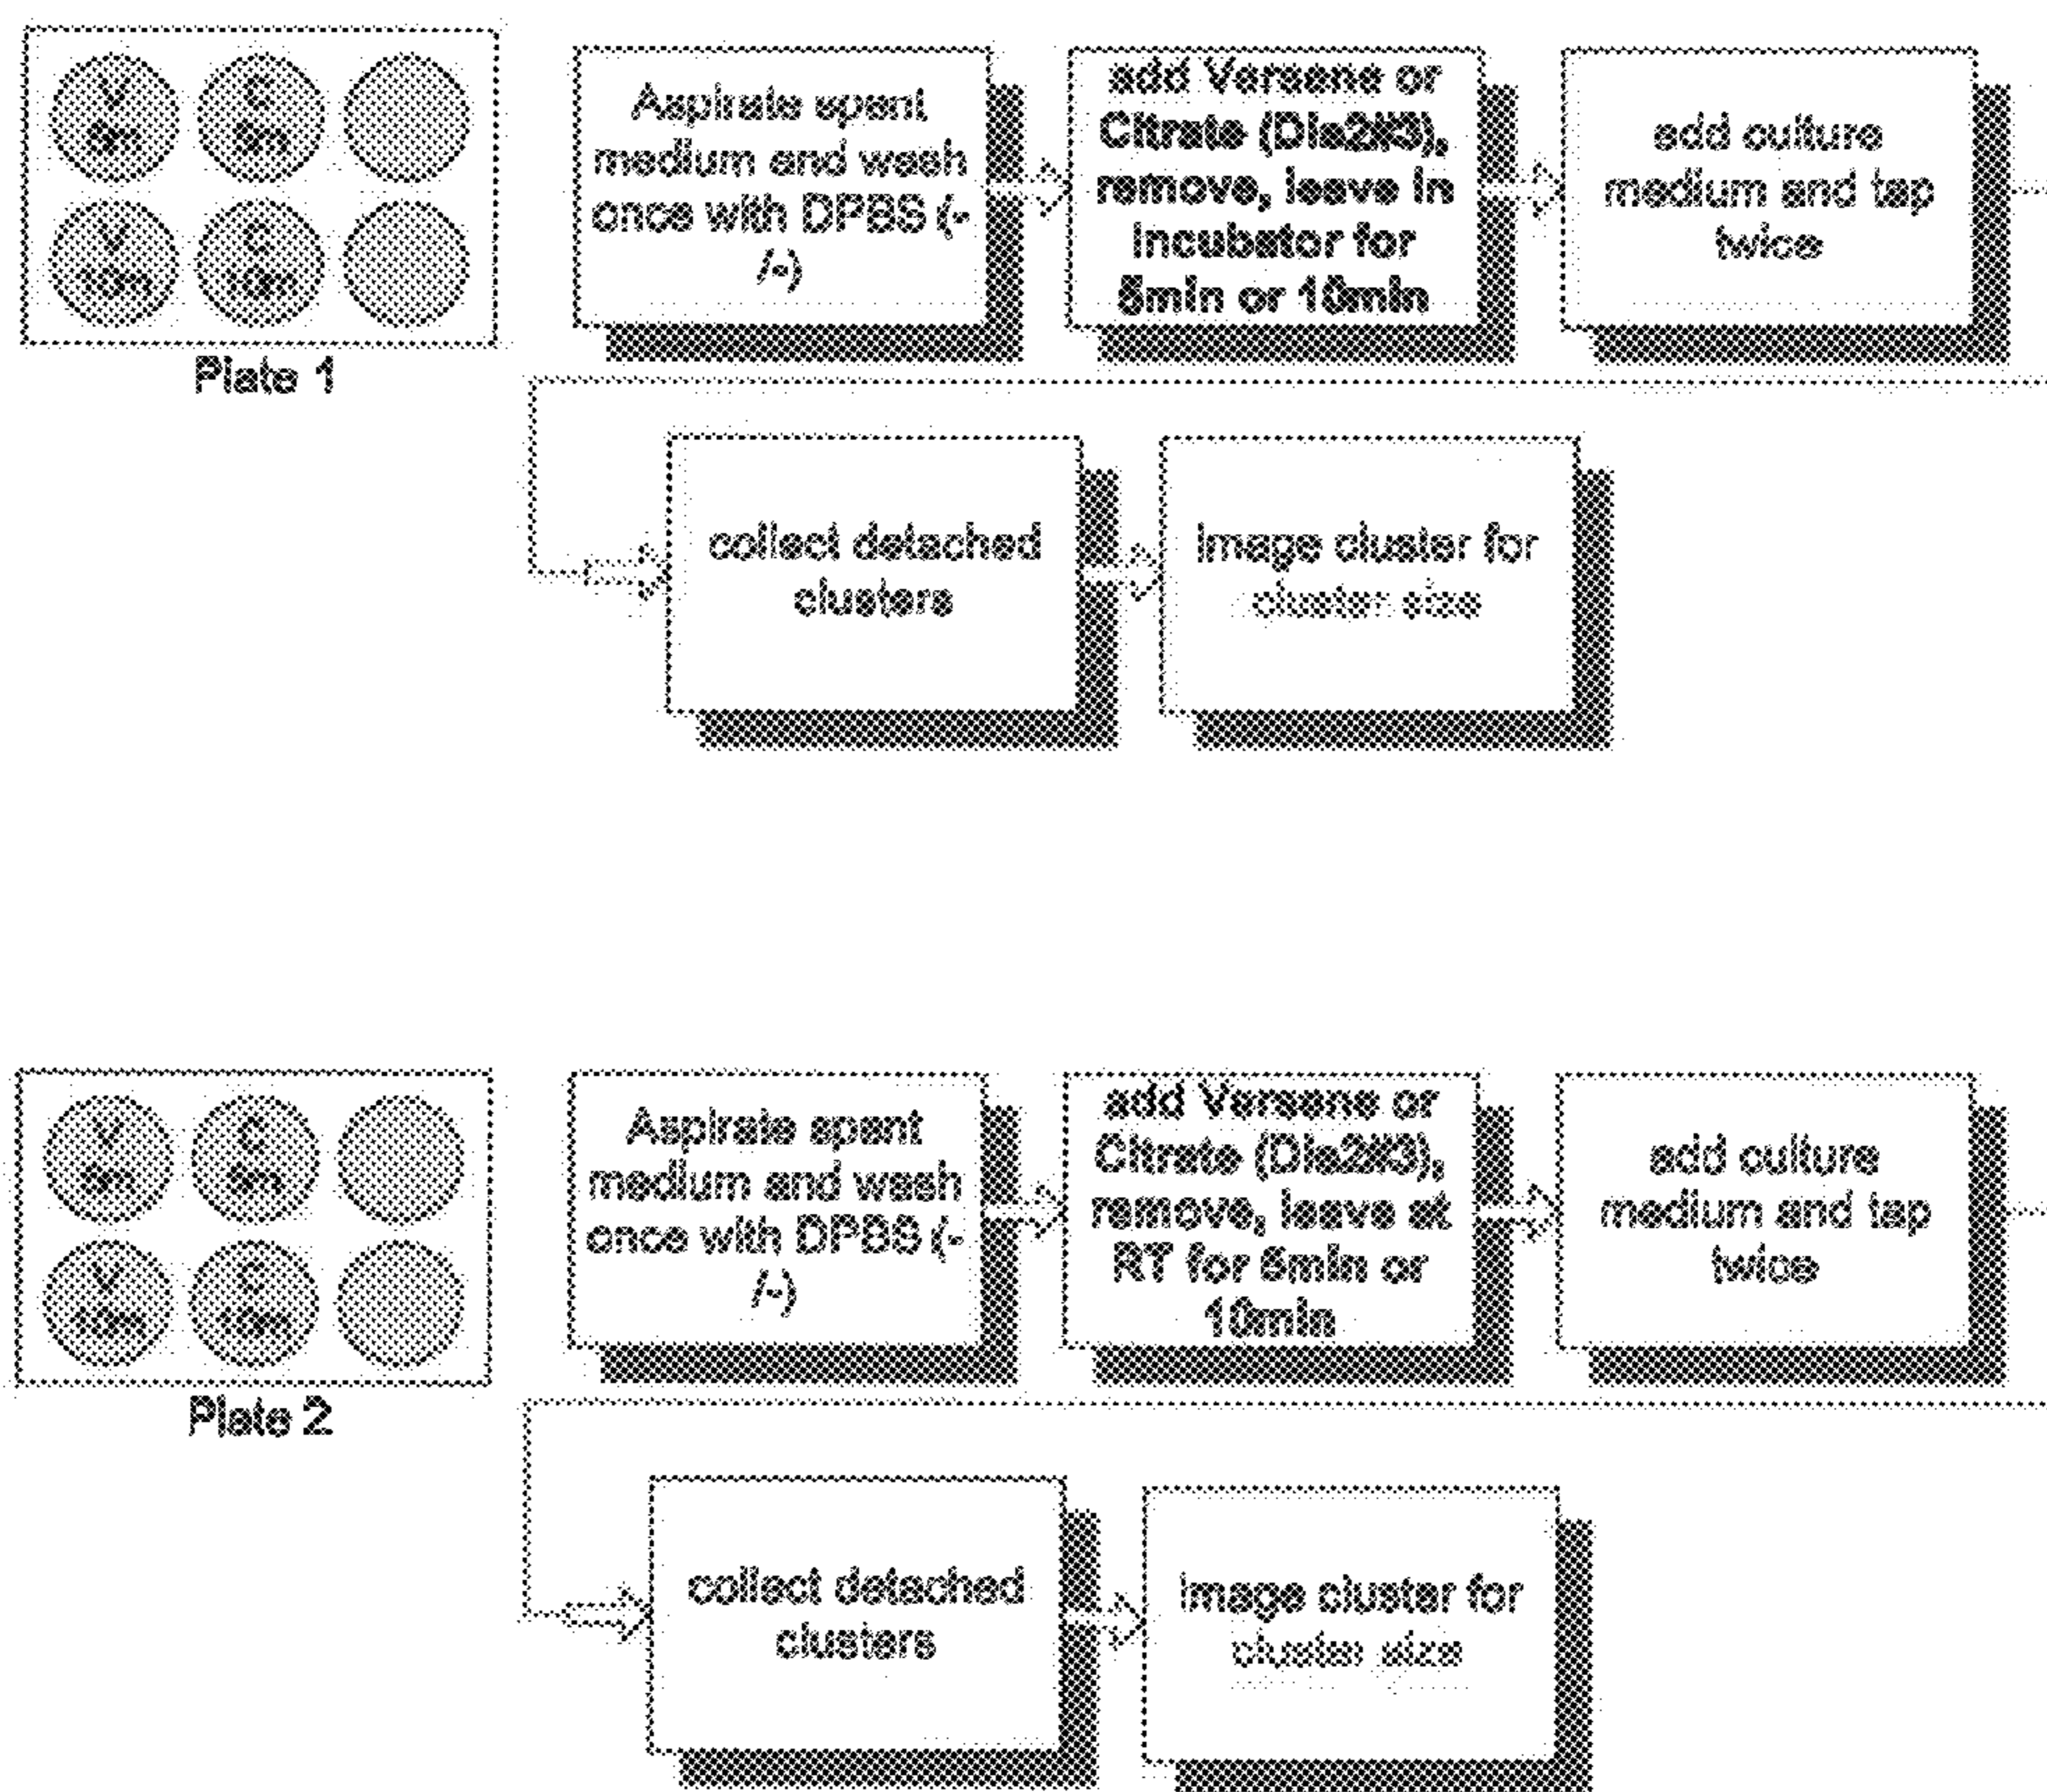 V
5m
C
5m
V
10m
C
10m
Plate 1
Aspirate spent
medium and wash
once with DPBS (-
/-)
add Versene or
Citrate (Dis2#3),
remove, leave in
incubator for
5min or 10min
add culture
medium and tap
twice
collect detached
clusters
Image cluster for
cluster size
V
5m
C
5m
V
10m
C
10m
Plate 2
Aspirate spent
medium and wash
once with DPBS (-
/-)
add Versene or
Citrate (Dis2#3),
remove, leave at
RT for 5min or
10min
add culture
medium and tap
twice
collect detached
clusters
Image cluster for
cluster size